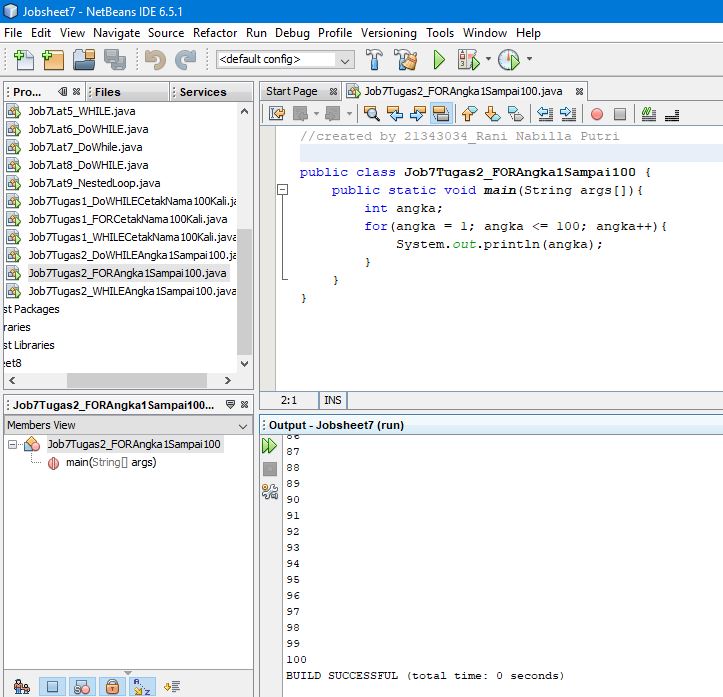 Jobsheet7 - NetBeans IDE 6.5.1
File Edit View Navigate Source Refactor Run Debug Profile Versioning Tools Window Help
<default config>
Pro... Files Services
Job7Lat5_WHILE.java
Job7Lat6_DoWHILE.java
Job7Lat7_DoWhile.java
Job7Lat8_DoWHILE.java
Job7Lat9_NestedLoop.java
Job7Tugas1_DoWHILECetakNama100Kali.ja
Job7Tugas1_FORCetakNama100Kali.java
Job7Tugas1_WHILECetakNama100Kali.java
Job7Tugas2_DoWHILEAngka1Sampai100.ja
Job7Tugas2_FORAngka1Sampai100.java
Job7Tugas2_WHILEAngka1Sampai100.java
st Packages
raries
st Libraries
eet8
Start Page Job7Tugas2_FORAngka1Sampai100.java
//created by 21343034_Rani Nabilla Putri
public class Job7Tugas2_FORAngka1Sampai100 {
public static void main(String args[]){
int angka;
for(angka = 1; angka <= 100; angka++){
System.out.println(angka);
}
}
}
2:1 INS
Job7Tugas2_FORAngka1Sampai100...
Members View
Job7Tugas2_FORAngka1Sampai100
main(String[] args)
Output - Jobsheet7 (run)
86
87
88
89
90
91
92
93
94
95
96
97
98
99
100
BUILD SUCCESSFUL (total time: 0 seconds)